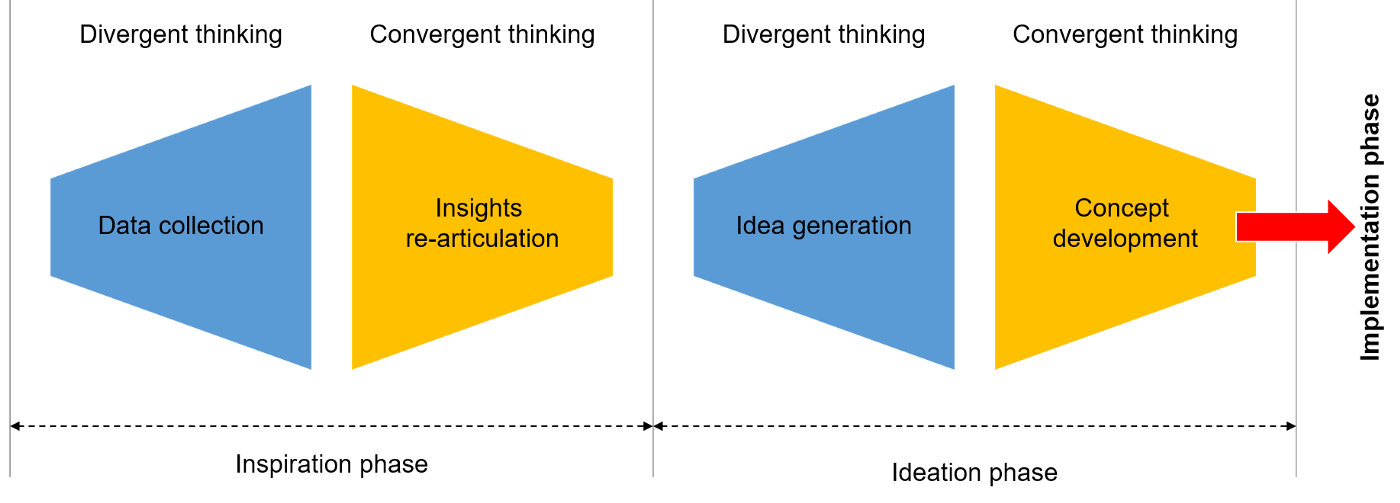 Divergent thinking
Convergent thinking
Divergent thinking
Convergent thinking
Data collection
Insights
re-articulation
Idea generation
Concept
development
Implementation phase
Inspiration phase
Ideation phase